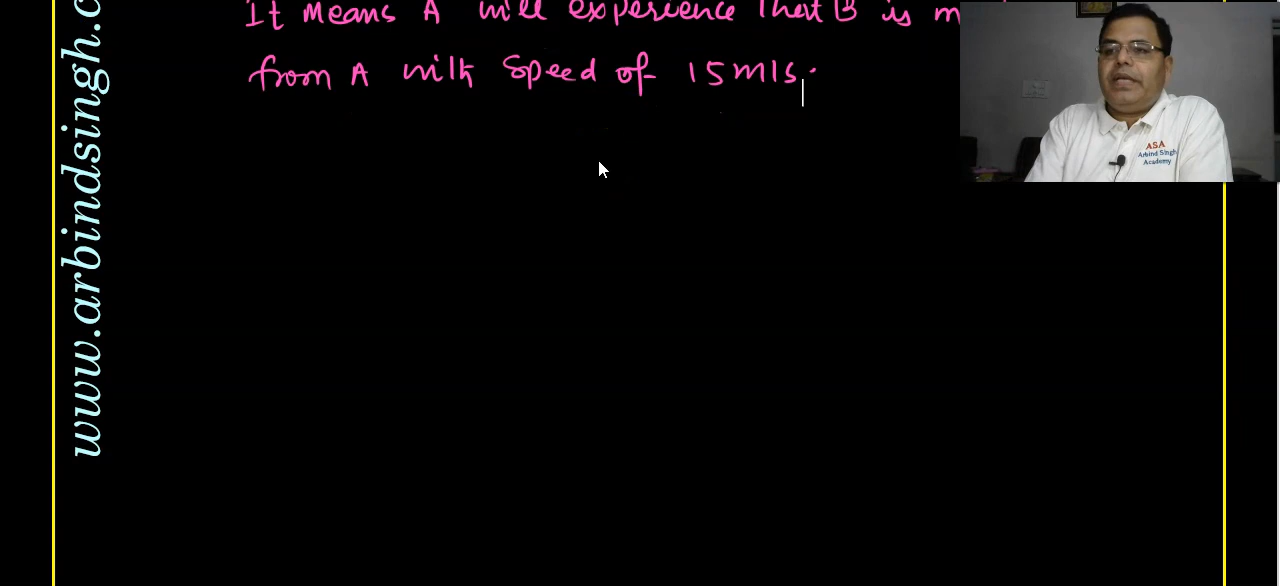 It means A will experience that B is m
from A with speed of 15 m/s.
www.arbindsingh.c
ASA
Arbind Singh
Academy